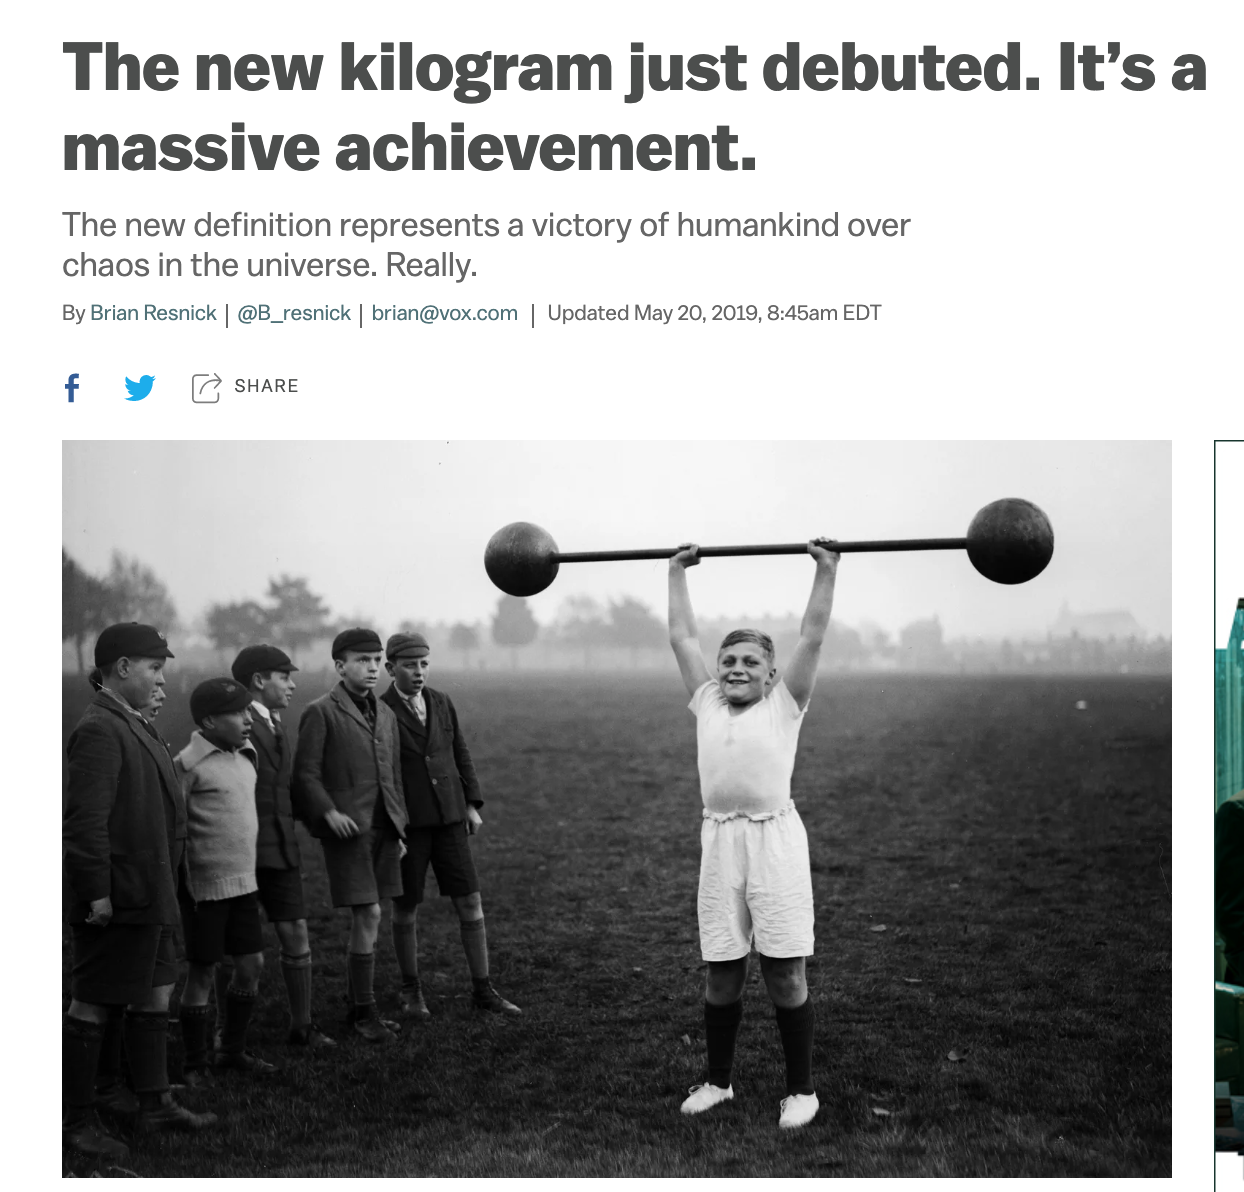 The new kilogram just debuted. It’s a
massive achievement.
The new definition represents a victory of humankind over
chaos in the universe. Really.
By Brian Resnick | @B_resnick | brian@vox.com | Updated May 20, 2019, 8:45am EDT
SHARE